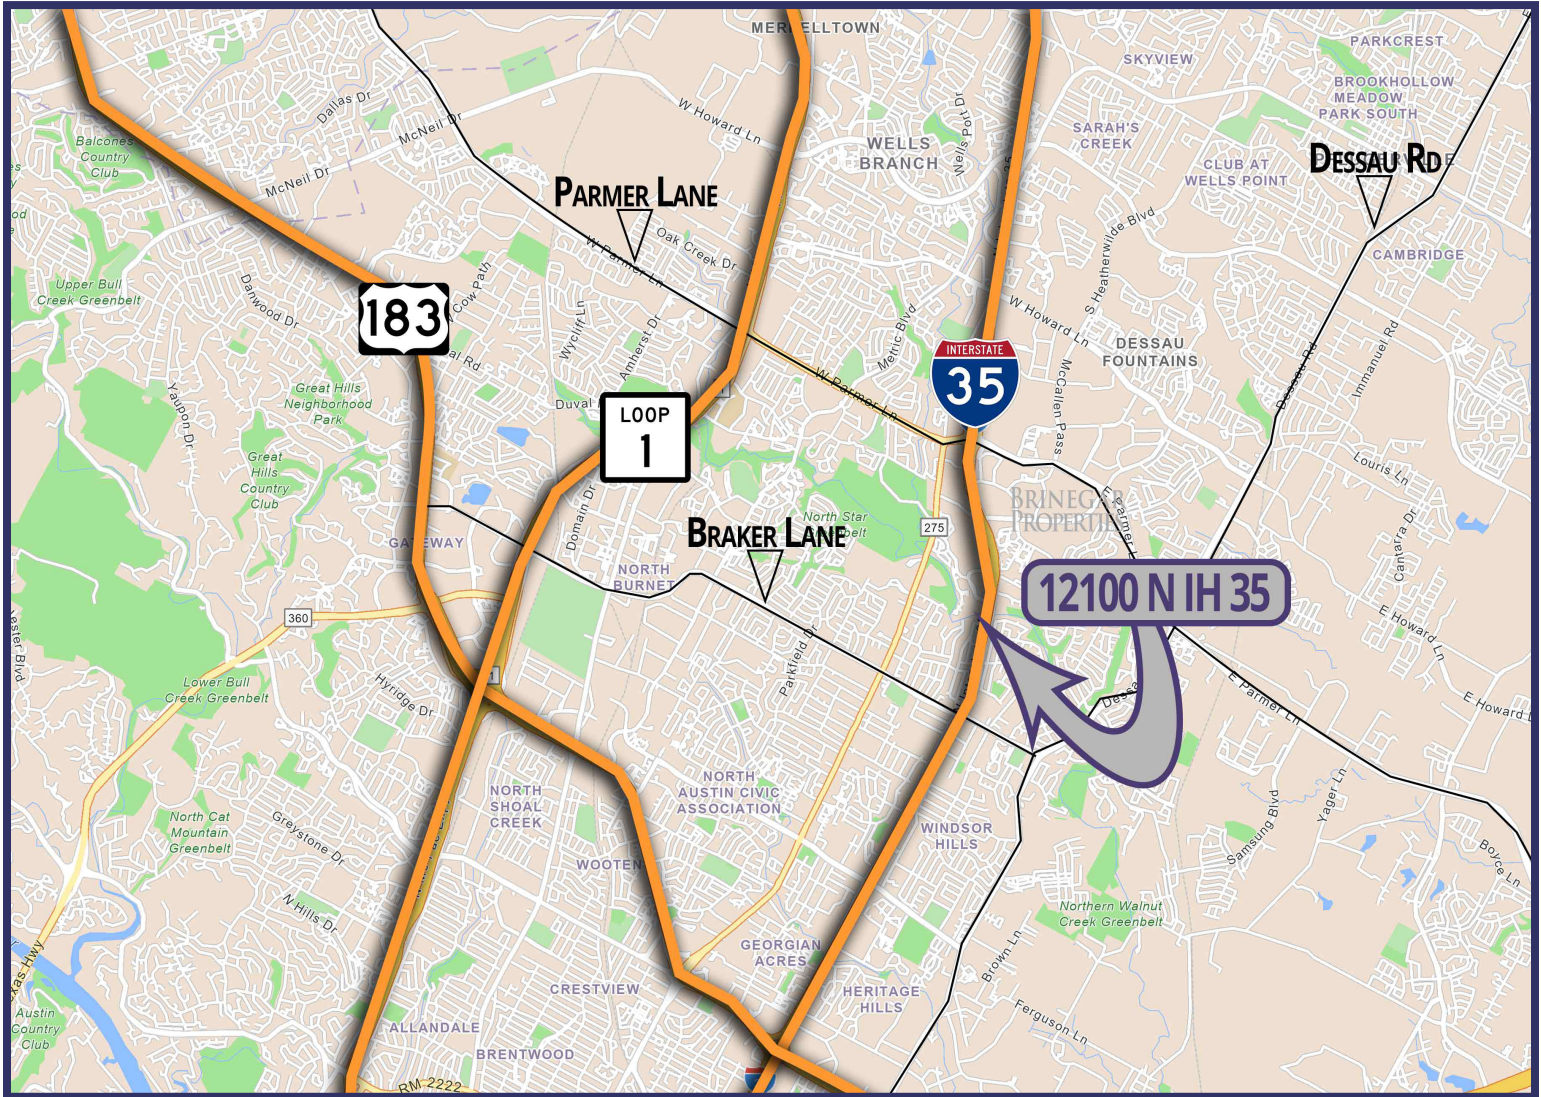 MERRELLTOWN
PARKCREST
SKYVIEW
BROOKHOLLOW
MEADOW
PARK SOUTH
Dallas Dr
McNeil Dr
W Howard Ln
Wells Port Dr
SARAH'S
CREEK
Balcones
Country
Club
WELLS
BRANCH
CLUB AT
WELLS POINT
DESSAU RD
McNeil Dr
PARMER LANE
Oak Creek Dr
W Parmer Ln
S Heatherwilde Blvd
CAMBRIDGE
Upper Bull
Creek Greenbelt
Danwood Dr
W Cow Path
183
Wycliff Ln
Amherst Dr
Metric Blvd
W Howard Ln
DESSAU
FOUNTAINS
Dessau Rd
Immanuel Rd
INTERSTATE
35
Yaupon Dr
Great Hills
Neighborhood
Park
Duval
LOOP
1
W Parmer Ln
McCallen Pass
Great
Hills
Country
Club
Louris Ln
BRINEGAR
PROPERTIES
E Parmer L
Domain Dr
North Star
BRAKER LANE
275
Cantarra Dr
GATEWAY
NORTH
BURNET
12100 N IH 35
360
Parkfield Dr
E Howard Ln
Lower Bull
Creek Greenbelt
Hyridge Dr
1
Dessa
E Parmer Ln
E Howard
NORTH
SHOAL
CREEK
NORTH
AUSTIN CIVIC
ASSOCIATION
Yager Ln
Samsung Blvd
North Cat
Mountain
Greenbelt
Greystone Dr
WINDSOR
HILLS
WOOTEN
Boyce Ln
N Hills Dr
Northern Walnut
Creek Greenbelt
GEORGIAN
ACRES
Brown Ln
CRESTVIEW
HERITAGE
HILLS
Ferguson Ln
Austin
Country
Club
ALLANDALE
BRENTWOOD
RM 2222